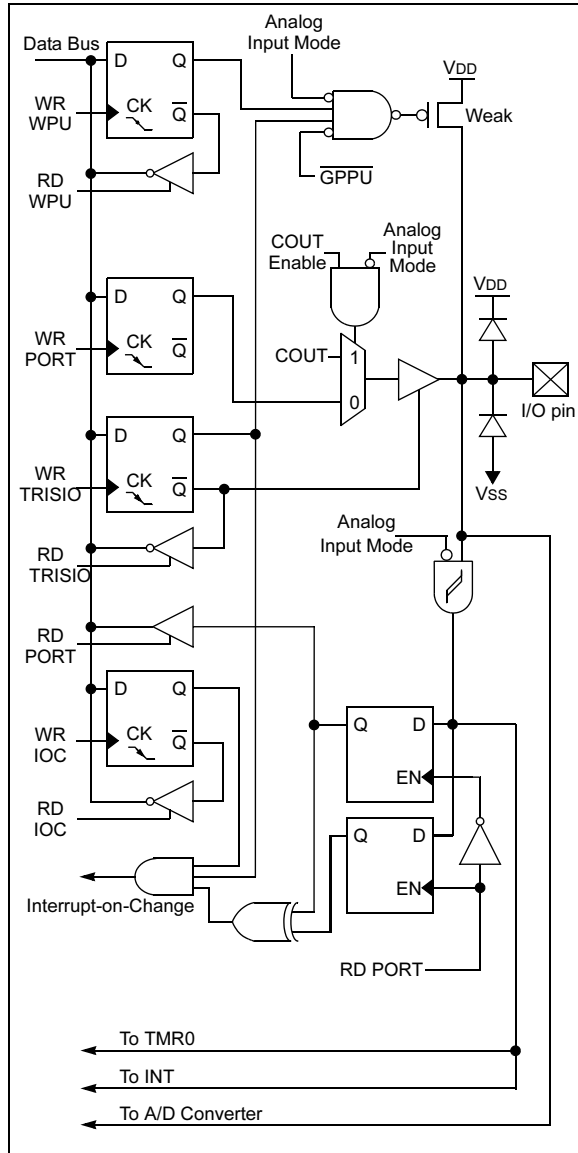 Analog
Input Mode
Data Bus
D Q
VDD
WR
WPU
CK
Q
Weak
RD
WPU
GPPU
COUT
Enable
Analog
Input
Mode
D Q
VDD
WR
PORT
CK
Q
COUT
1
0
I/O pin
D Q
WR
TRISIO
CK
Q
VSS
Analog
Input Mode
RD
TRISIO
RD
PORT
D Q
WR
IOC
CK
Q
Q D
EN
RD
IOC
Q D
EN
Interrupt-on-Change
RD PORT
To TMR0
To INT
To A/D Converter